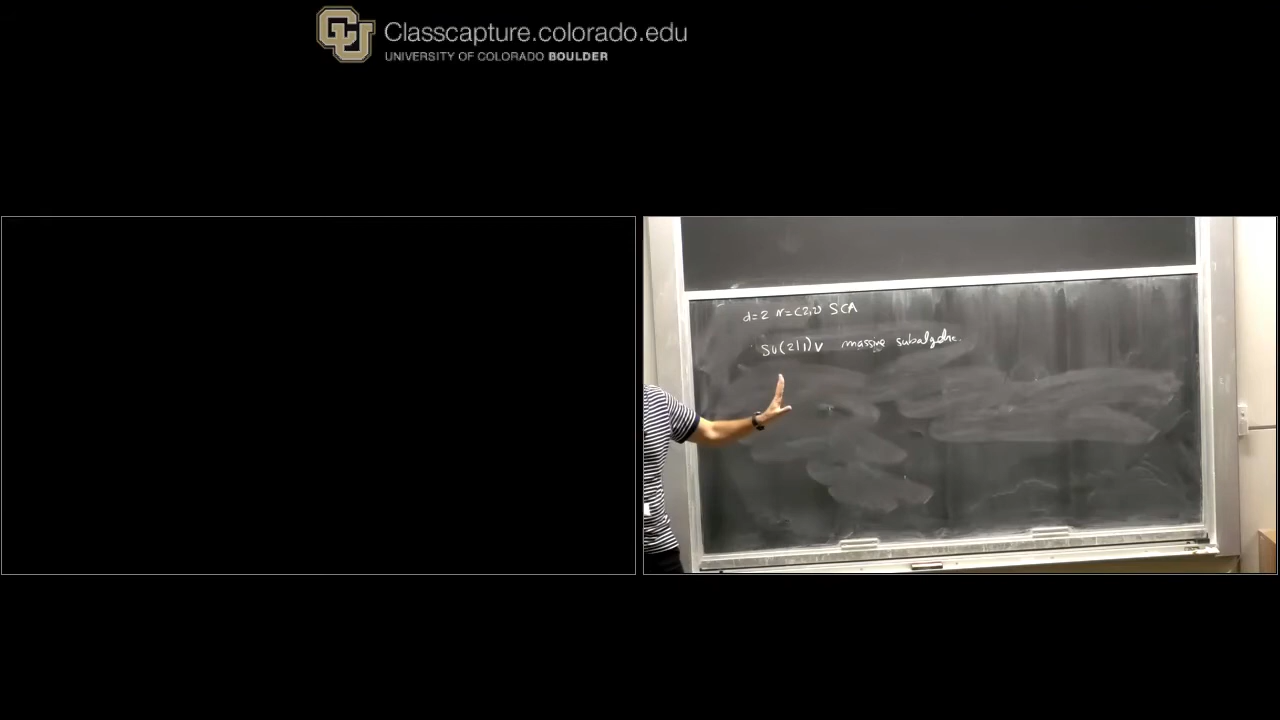 Classcapture.colorado.edu
UNIVERSITY OF COLORADO BOULDER
d=2 N=(2,2) SCA
SU(2|1)V massive subalgebra.